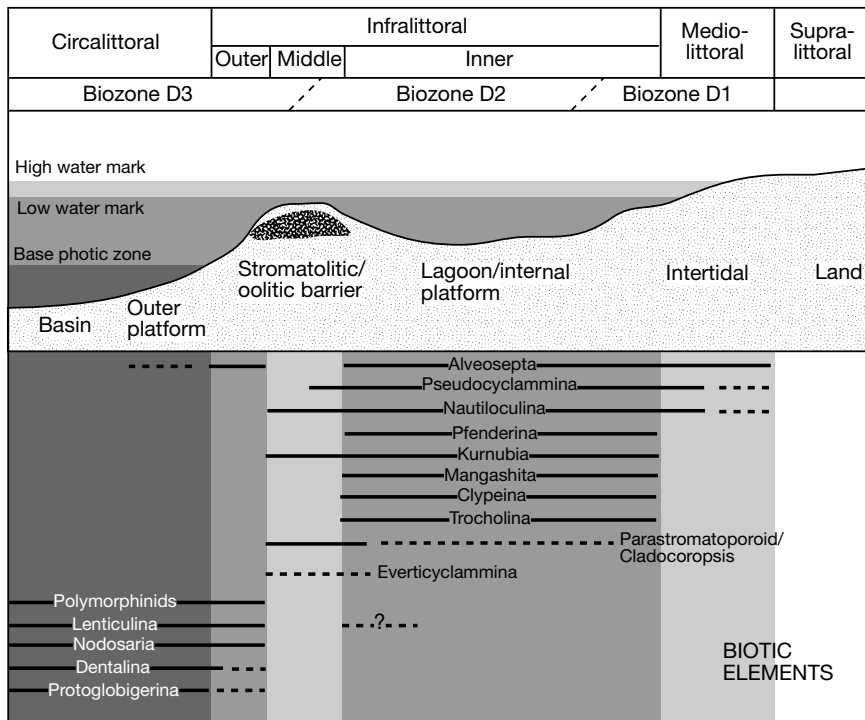 Circalittoral
Infralittoral
Medio-
littoral
Supra-
littoral
Outer
Middle
Inner
Biozone D3
Biozone D2
Biozone D1
High water mark
Low water mark
Base photic zone
Basin
Outer
platform
Stromatolitic/
oolitic barrier
Lagoon/internal
platform
Intertidal
Land
Alveosepta
Pseudocyclammina
Nautiloculina
Pfenderina
Kurnubia
Mangashita
Clypeina
Trocholina
Parastromatoporoid/
Cladocoropsis
Everticyclammina
Polymorphinids
Lenticulina
?
Nodosaria
Dentalina
Protoglobigerina
BIOTIC
ELEMENTS